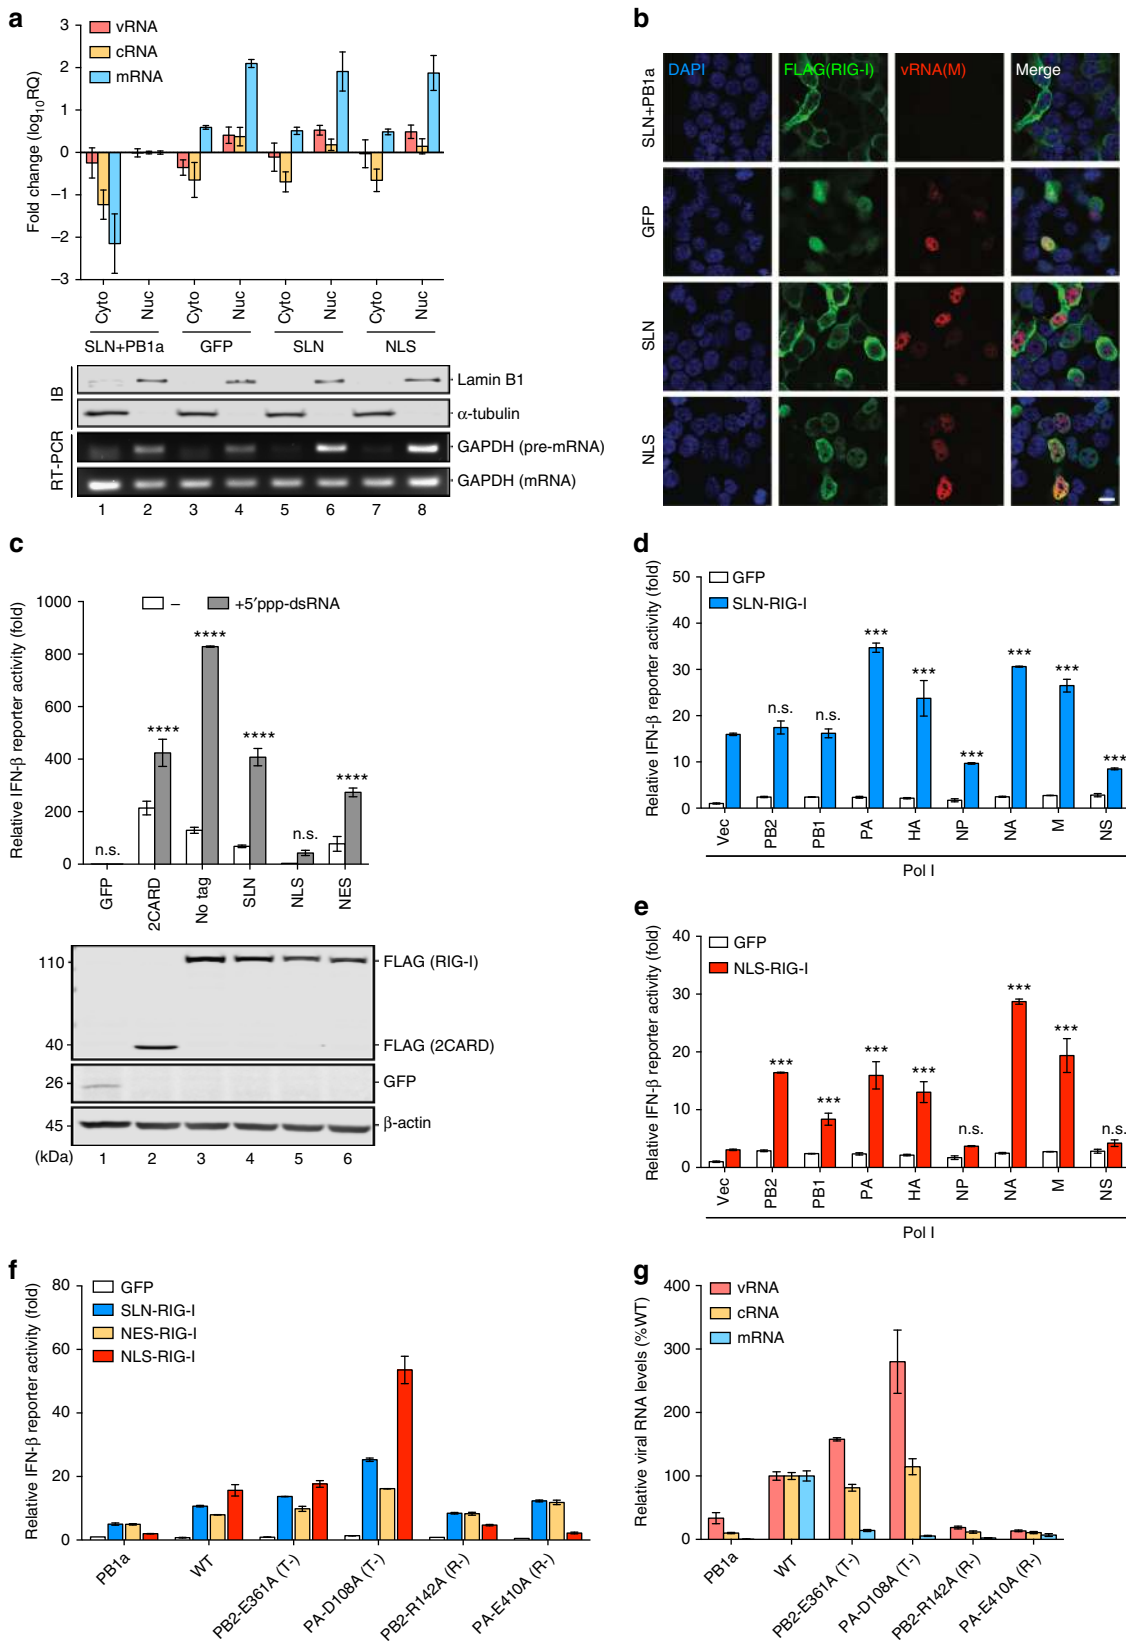 a
Fold change (log10RQ)
3
2
1
0
–1
–2
–3
vRNA
cRNA
mRNA
Cyto
Nuc
Cyto
Nuc
Cyto
Nuc
Cyto
Nuc
SLN+PB1a
GFP
SLN
NLS
IB
Lamin B1
α-tubulin
RT-PCR
GAPDH (pre-mRNA)
GAPDH (mRNA)
1 2 3 4 5 6 7 8
b
DAPI
FLAG(RIG-I)
vRNA(M)
Merge
SLN+PB1a
GFP
SLN
NLS
c
Relative IFN-β reporter activity (fold)
1000
800
600
400
200
0
–
+5′ppp-dsRNA
n.s.
****
****
****
n.s.
****
GFP
2CARD
No tag
SLN
NLS
NES
110
FLAG (RIG-I)
40
FLAG (2CARD)
26
GFP
45
β-actin
(kDa)
1 2 3 4 5 6
d
Relative IFN-β reporter activity (fold)
50
40
30
20
10
0
GFP
SLN-RIG-I
n.s.
n.s.
***
***
***
***
***
***
Vec
PB2
PB1
PA
HA
NP
NA
M
NS
Pol I
e
Relative IFN-β reporter activity (fold)
40
30
20
10
0
GFP
NLS-RIG-I
***
***
***
***
n.s.
***
***
n.s.
Vec
PB2
PB1
PA
HA
NP
NA
M
NS
Pol I
f
Relative IFN-β reporter activity (fold)
80
60
40
20
0
GFP
SLN-RIG-I
NES-RIG-I
NLS-RIG-I
PB1a
WT
PB2-E361A (T-)
PA-D108A (T-)
PB2-R142A (R-)
PA-E410A (R-)
g
Relative viral RNA levels (%WT)
400
300
200
100
0
vRNA
cRNA
mRNA
PB1a
WT
PB2-E361A (T-)
PA-D108A (T-)
PB2-R142A (R-)
PA-E410A (R-)